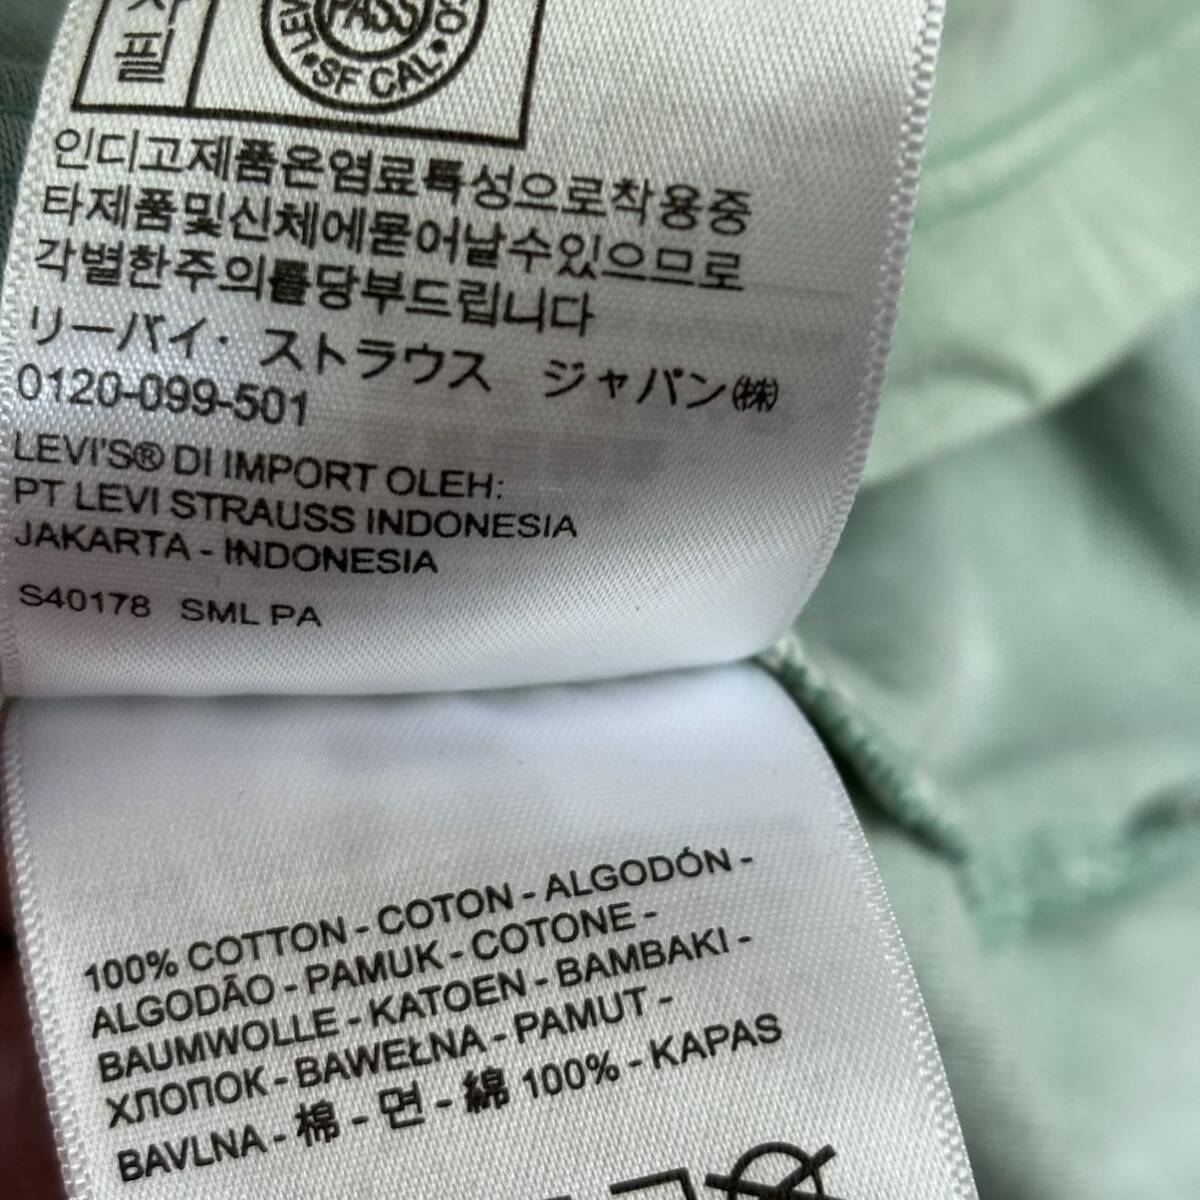 필
PASS
SF CAL
인디고제품은염료특성으로착용중
타제품및신체에묻어날수있으므로
각별한주의를당부드립니다
リーバイ・ストラウス ジャパン㈱
0120-099-501
LEVI'S® DI IMPORT OLEH:
PT LEVI STRAUSS INDONESIA
JAKARTA - INDONESIA
S40178 SML PA
100% COTTON - COTON - ALGODÓN -
ALGODÃO - PAMUK - COTONE -
BAUMWOLLE - KATOEN - BAMBAKI -
ХЛОПОК - BAWEŁNA - PAMUT -
BAVLNA - 棉 - 면 - 綿 100% - KAPAS